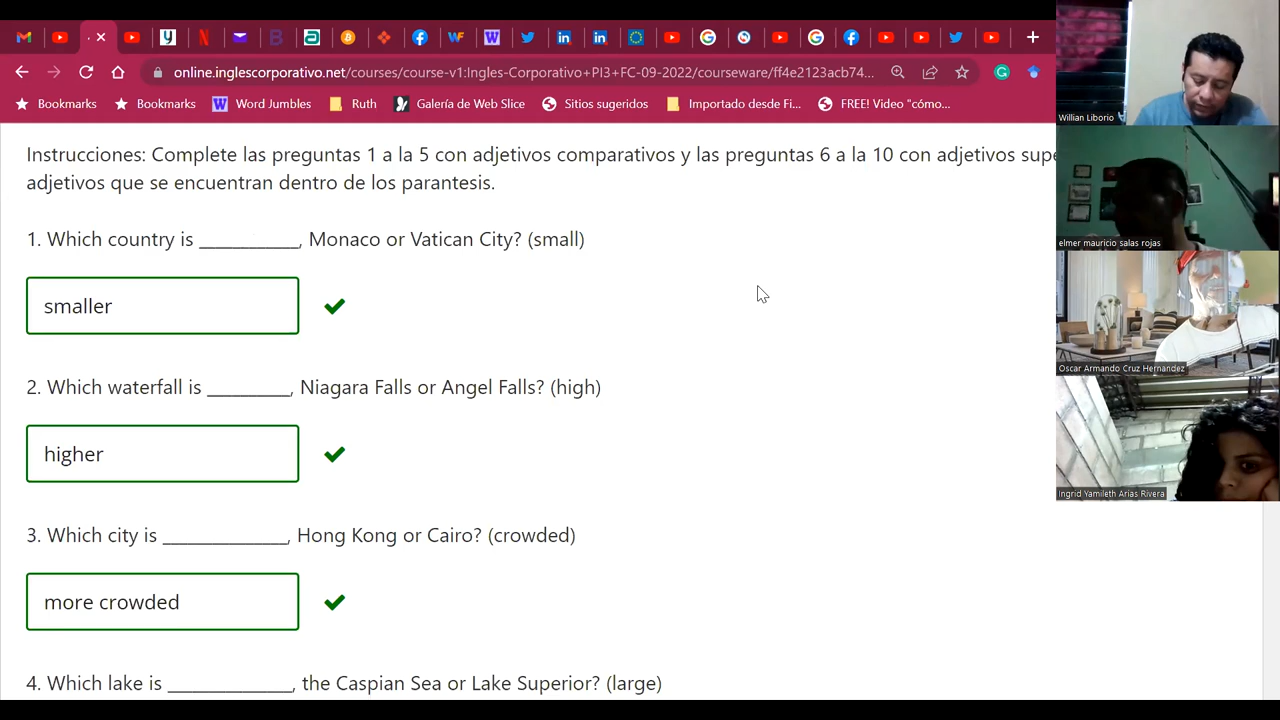 online.inglescorporativo.net/courses/course-v1:Ingles-Corporativo+PI3+FC-09-2022/courseware/ff4e2123acb74...
Bookmarks Bookmarks Word Jumbles Ruth Galería de Web Slice Sitios sugeridos Importado desde Fi... FREE! Video "cómo...
Instrucciones: Complete las preguntas 1 a la 5 con adjetivos comparativos y las preguntas 6 a la 10 con adjetivos supe
adjetivos que se encuentran dentro de los parantesis.
1. Which country is ___________, Monaco or Vatican City? (small)
smaller
2. Which waterfall is _________, Niagara Falls or Angel Falls? (high)
higher
3. Which city is ______________, Hong Kong or Cairo? (crowded)
more crowded
4. Which lake is ______________, the Caspian Sea or Lake Superior? (large)
Willian Liborio
elmer mauricio salas rojas
Oscar Armando Cruz Hernandez
Ingrid Yamileth Arias Rivera